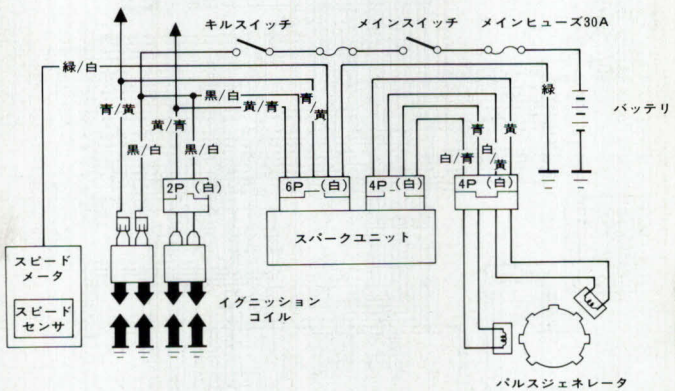 キルスイッチ
メインスイッチ
メインヒューズ30A
緑/白
黒/白
青/黄
青/黄
黄/青
黄/青
緑
バッテリ
黒/白
黒/白
青
黄
白/青
白/黄
2P(白)
6P(白)
4P(白)
4P(白)
スパークユニット
スピード
メータ
スピード
センサ
イグニッション
コイル
パルスジェネレータ